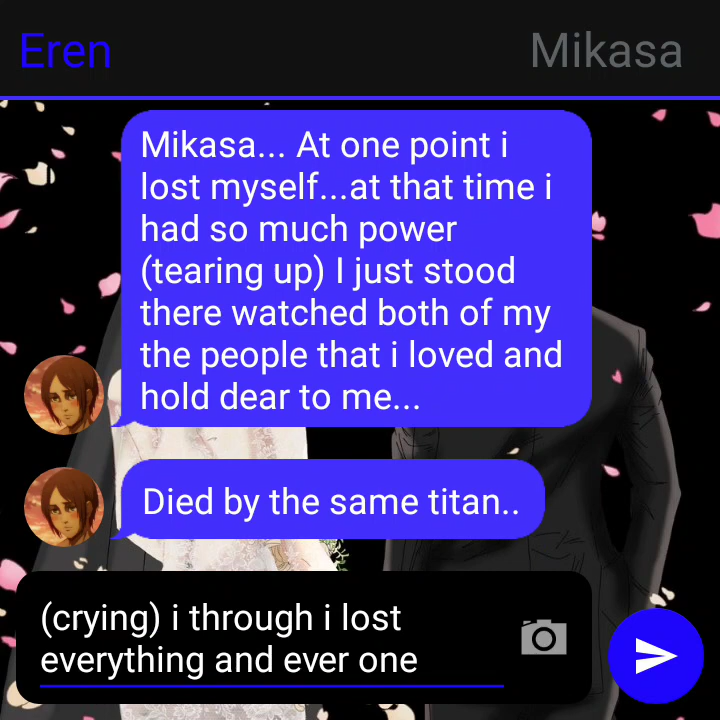 Eren Mikasa
Mikasa... At one point i
lost myself...at that time i
had so much power
(tearing up) I just stood
there watched both of my
the people that i loved and
hold dear to me...
Died by the same titan..
(crying) i through i lost
everything and ever one